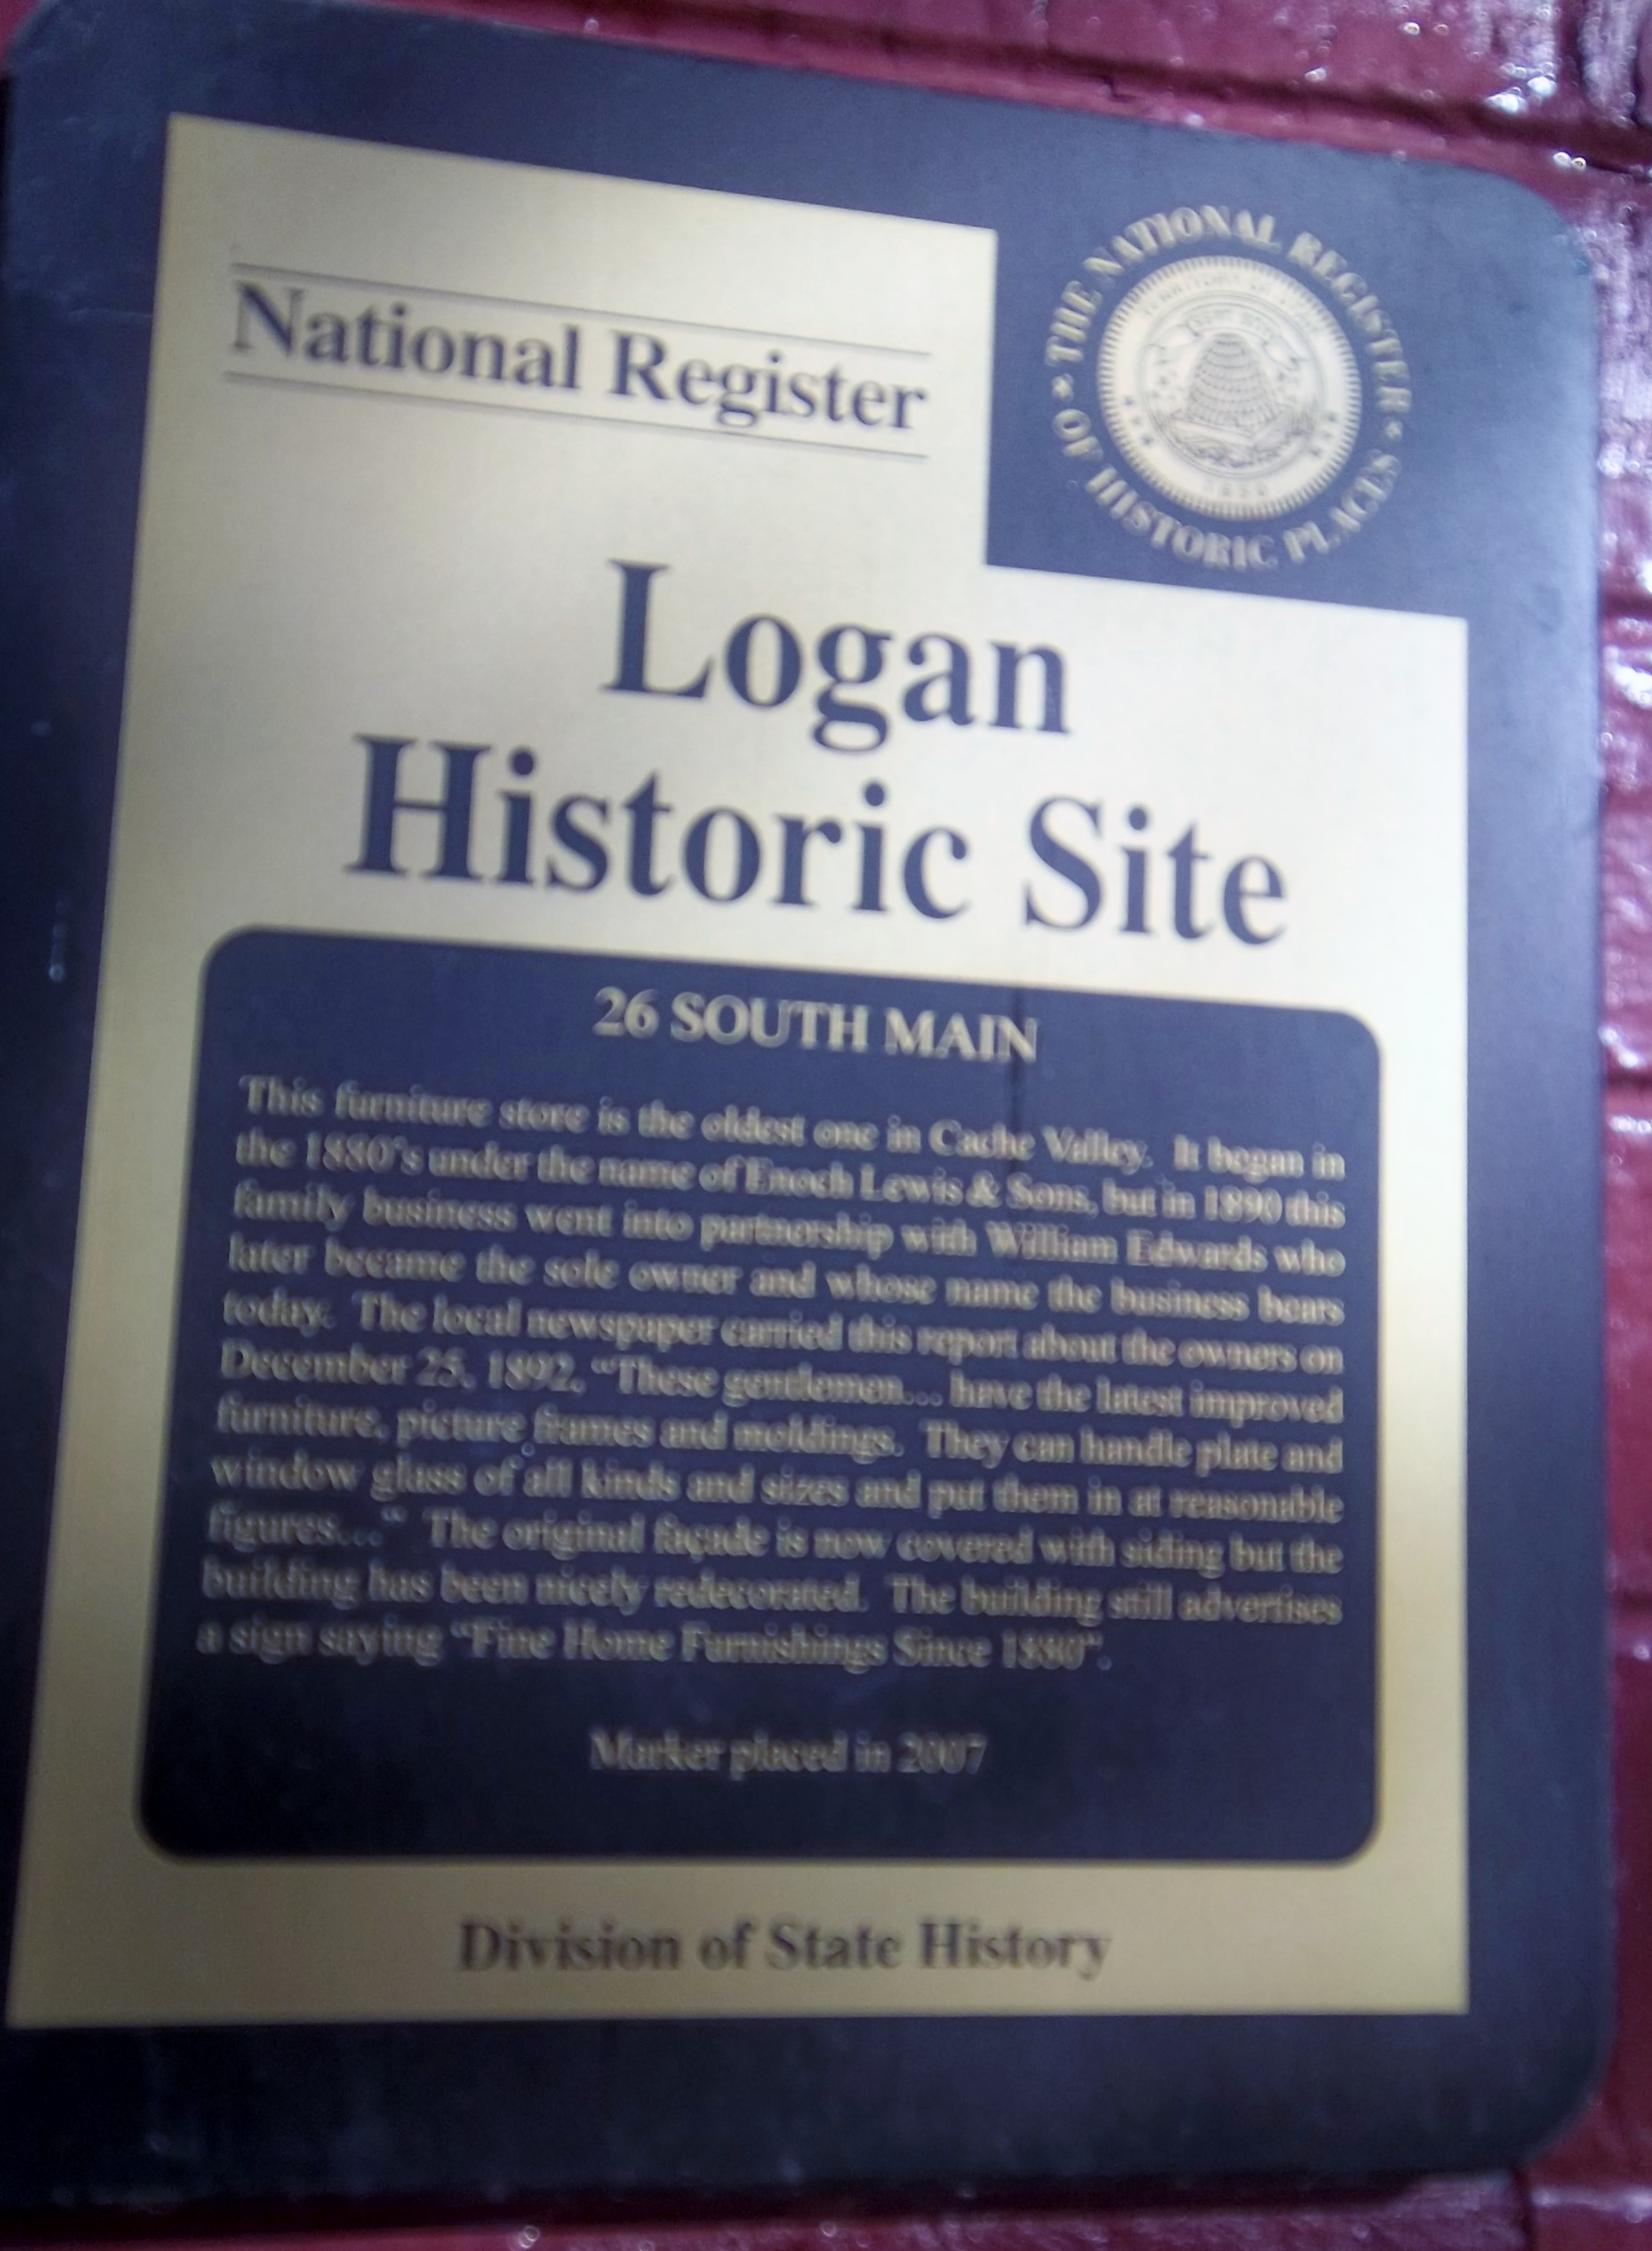 National Register
THE NATIONAL REGISTER
OF HISTORIC PLACES
Logan
Historic Site
26 SOUTH MAIN
This furniture store is the oldest one in Cache Valley. It began in
the 1880's under the name of Enoch Lewis & Sons, but in 1890 this
family business went into partnership with William Edwards who
later became the sole owner and whose name the business bears
today. The local newspaper carried this report about the owners on
December 25, 1892, "These gentlemen... have the latest improved
furniture, picture frames and moldings. They can handle plate and
window glass of all kinds and sizes and put them in at reasonable
figures..." The original façade is now covered with siding but the
building has been nicely redecorated. The building still advertises
a sign saying "Fine Home Furnishings Since 1880".
Marker placed in 2007
Division of State History